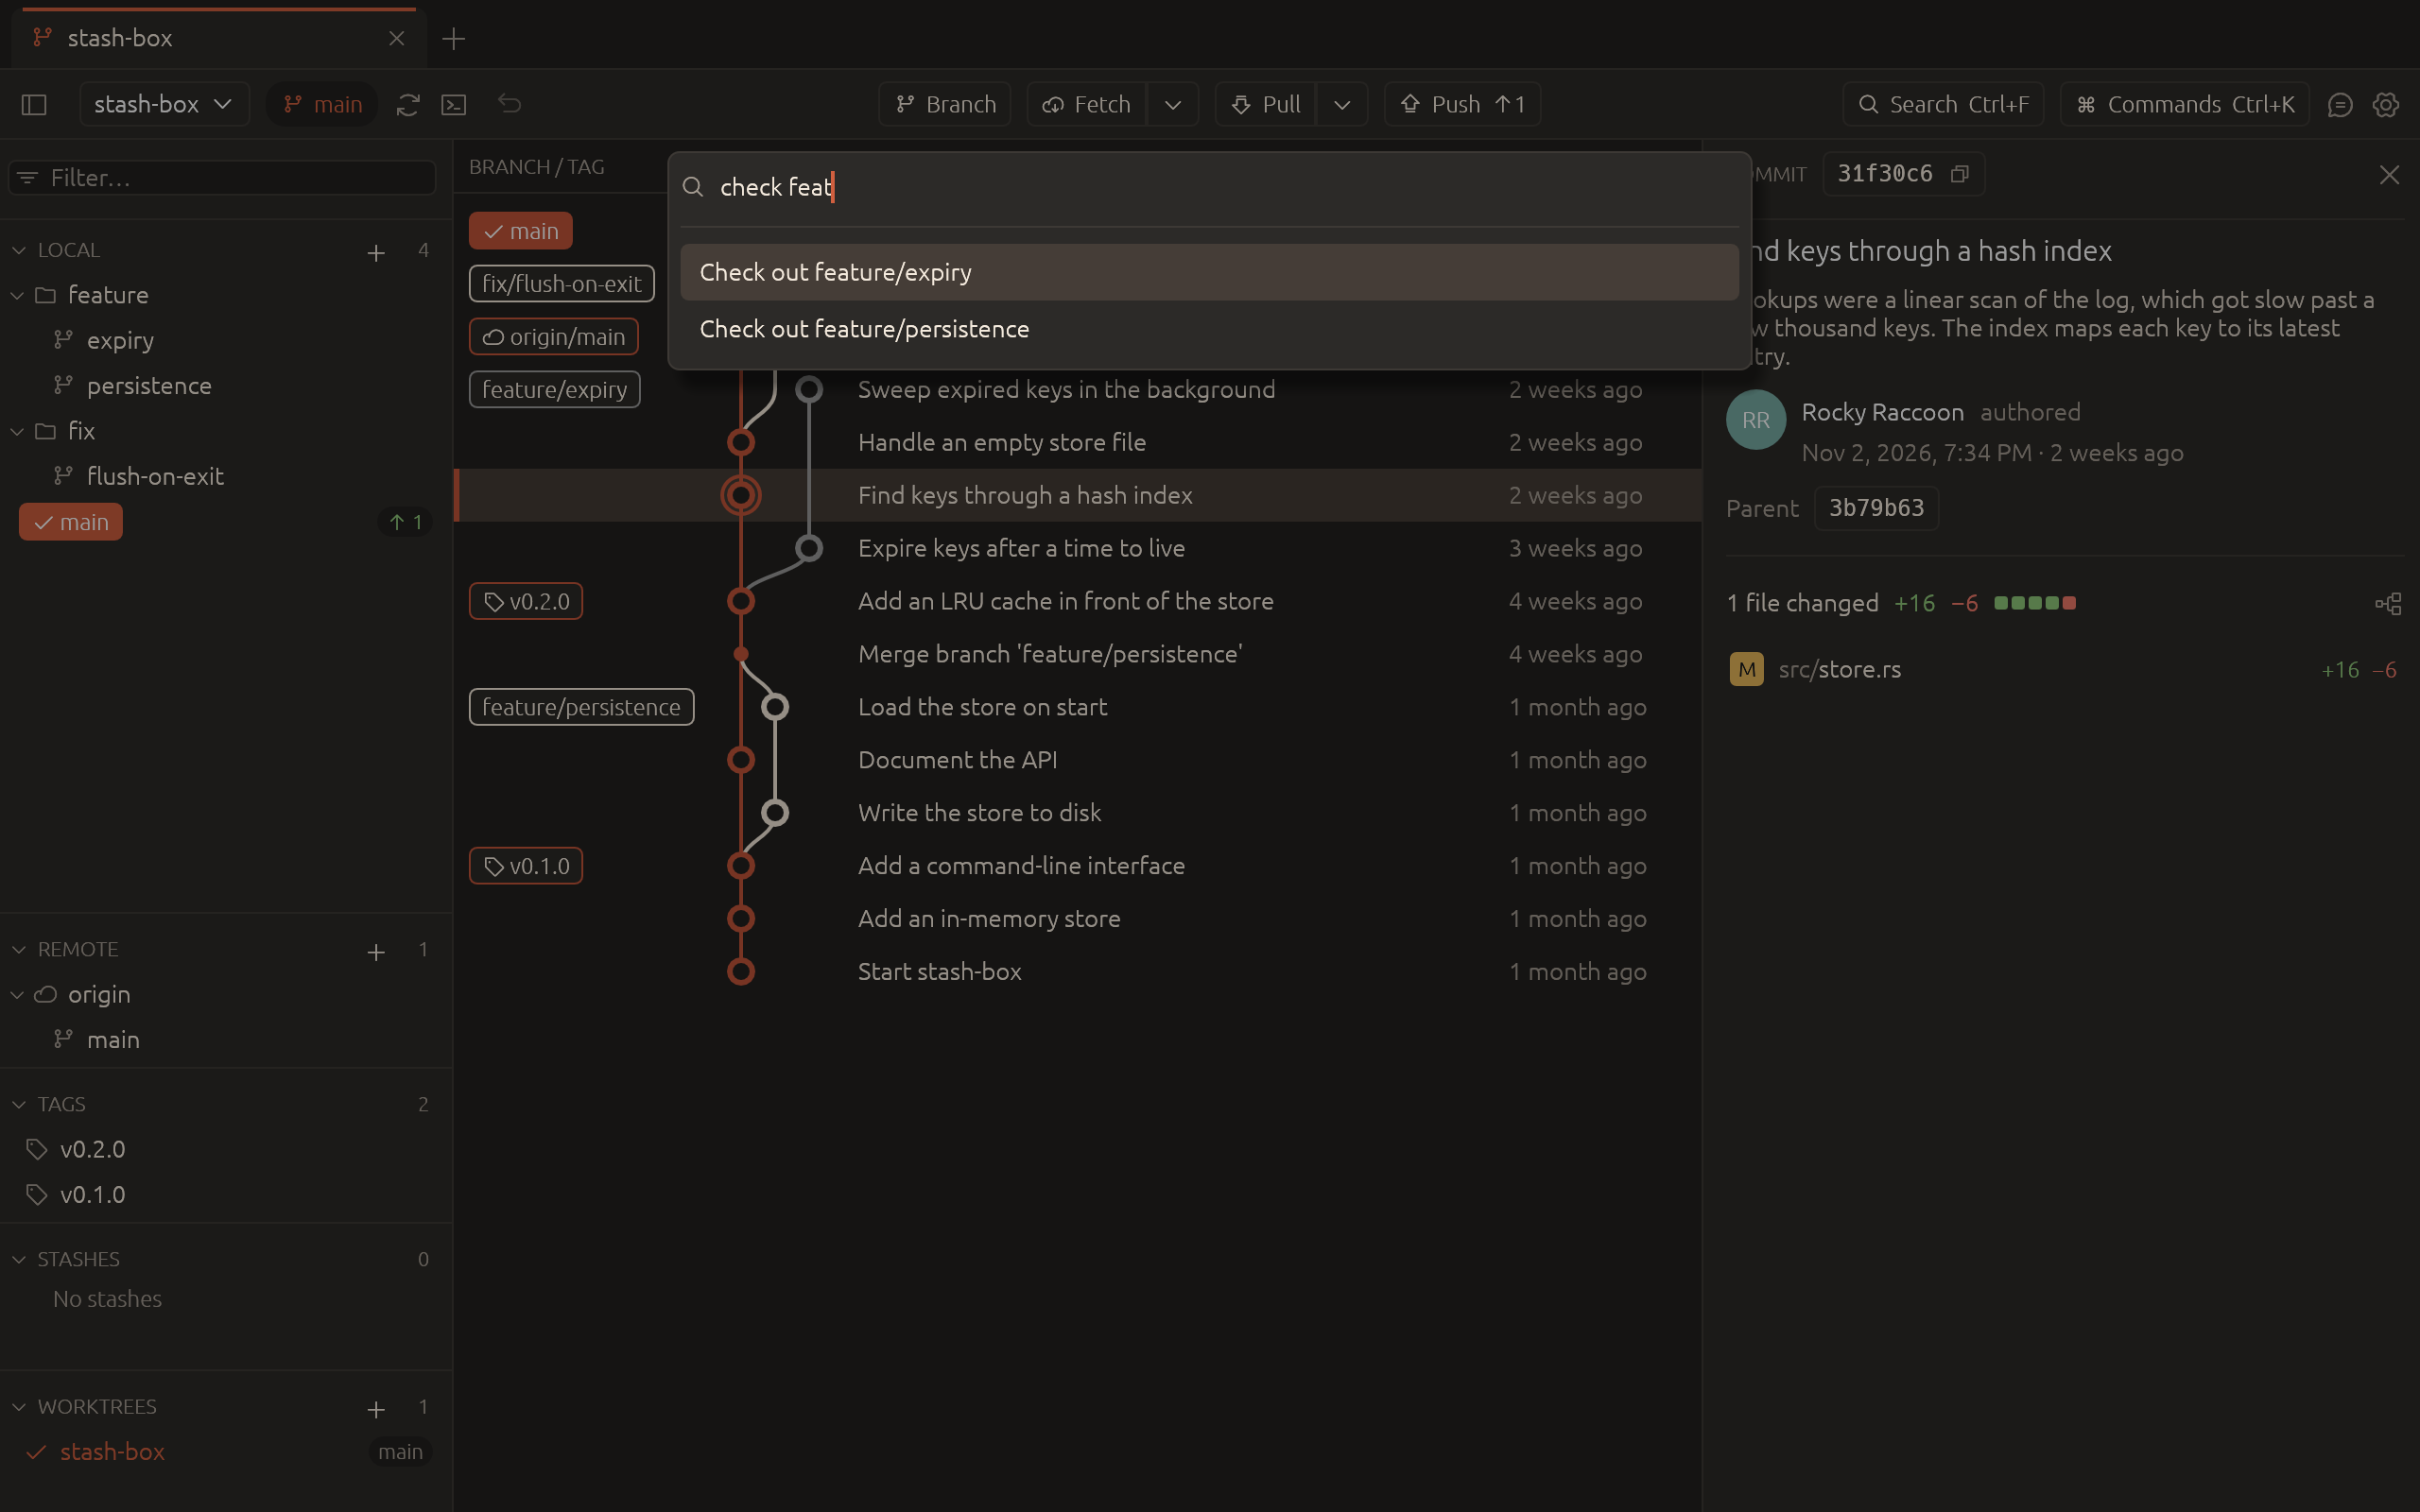 stash-box
stash-box
main
Branch
Fetch
Pull
Push ↑1
Search Ctrl+F
⌘ Commands Ctrl+K
Filter…
LOCAL
4
feature
expiry
persistence
fix
flush-on-exit
main
↑ 1
REMOTE
1
origin
main
TAGS
2
v0.2.0
v0.1.0
STASHES
0
No stashes
WORKTREES
1
stash-box
main
BRANCH / TAG
check feat
Check out feature/expiry
Check out feature/persistence
main
fix/flush-on-exit
origin/main
feature/expiry
Sweep expired keys in the background
2 weeks ago
Handle an empty store file
2 weeks ago
Find keys through a hash index
2 weeks ago
Expire keys after a time to live
3 weeks ago
v0.2.0
Add an LRU cache in front of the store
4 weeks ago
Merge branch 'feature/persistence'
4 weeks ago
feature/persistence
Load the store on start
1 month ago
Document the API
1 month ago
Write the store to disk
1 month ago
v0.1.0
Add a command-line interface
1 month ago
Add an in-memory store
1 month ago
Start stash-box
1 month ago
31f30c6
keys through a hash index
were a linear scan of the log, which got slow past a
thousand keys. The index maps each key to its latest
RR
Rocky Raccoon authored
Nov 2, 2026, 7:34 PM · 2 weeks ago
Parent 3b79b63
1 file changed +16 −6
M src/store.rs
+16 −6